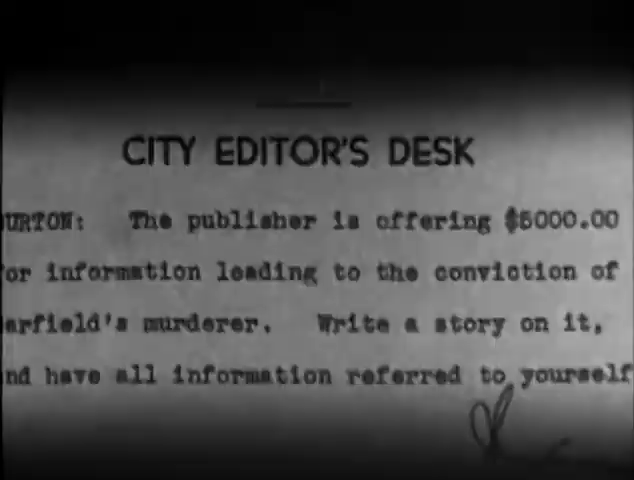 CITY EDITOR'S DESK
URTON: The publisher is offering $5000.00
or information leading to the conviction of
arfield's murderer. Write a story on it,
nd have all information referred to yourself